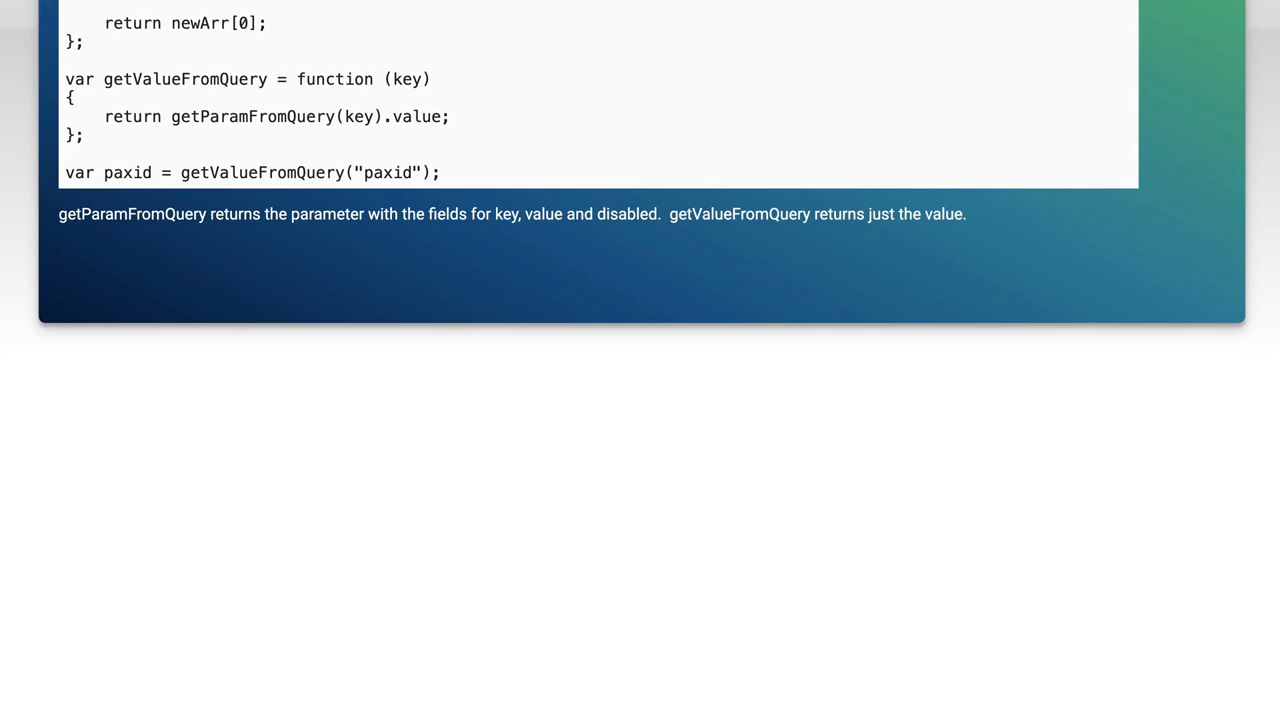 return newArr[0];
};
var getValueFromQuery = function (key)
{
    return getParamFromQuery(key).value;
};
var paxid = getValueFromQuery("paxid");
getParamFromQuery returns the parameter with the fields for key, value and disabled.  getValueFromQuery returns just the value.